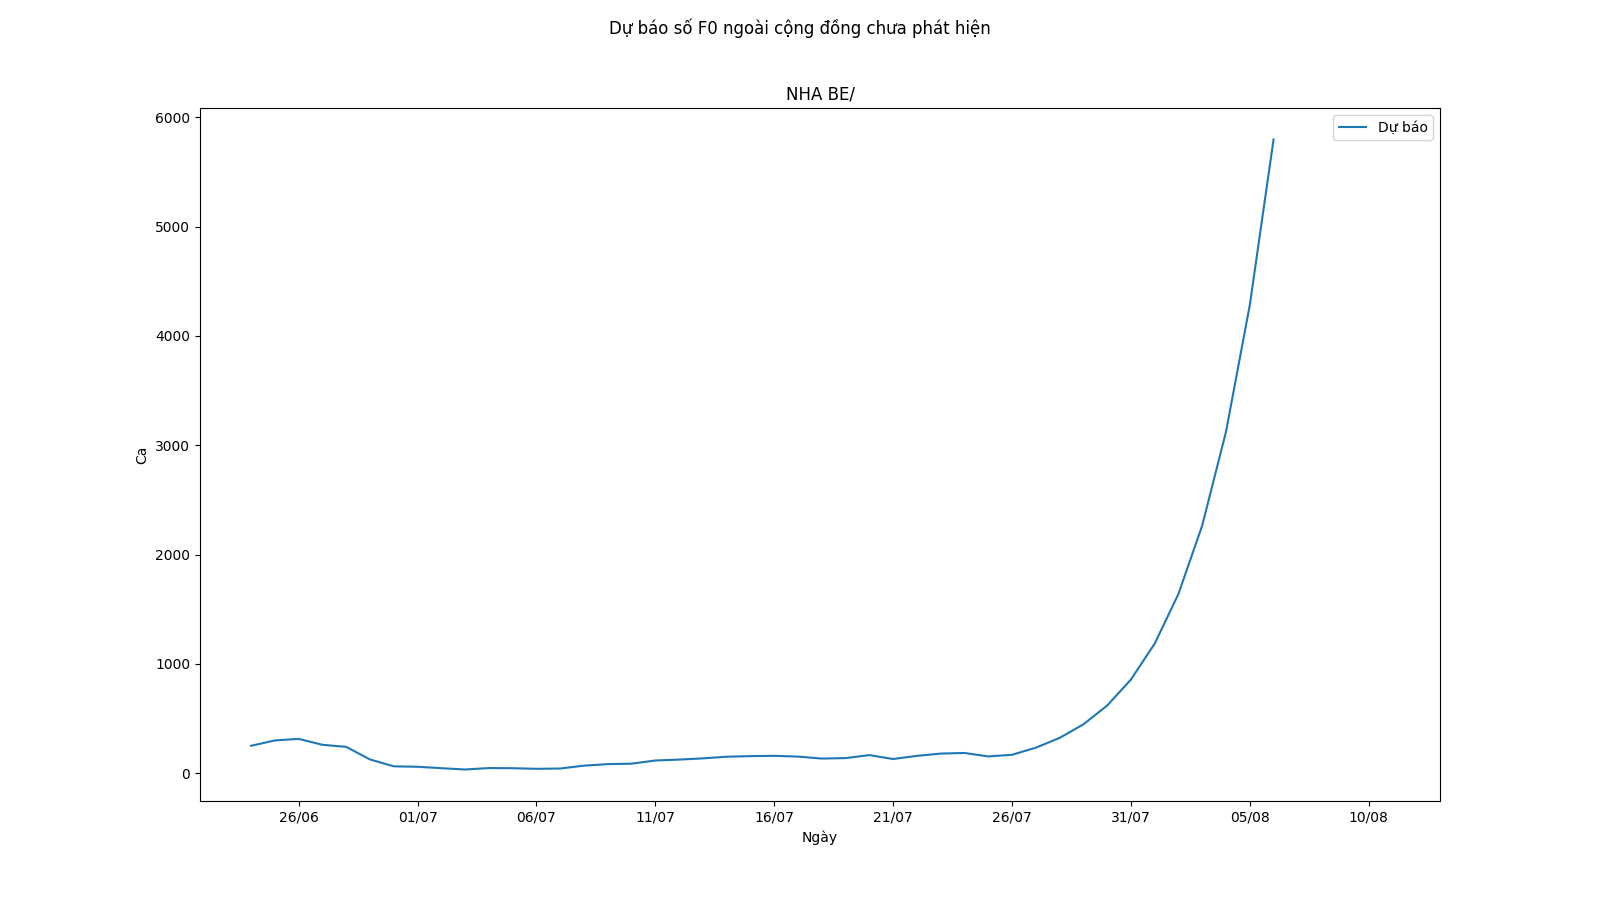 Dự báo số F0 ngoài cộng đồng chưa phát hiện
NHA BE/
6000
5000
4000
3000
2000
1000
0
Ca
Dự báo
26/06 01/07 06/07 11/07 16/07 21/07 26/07 31/07 05/08 10/08
Ngày